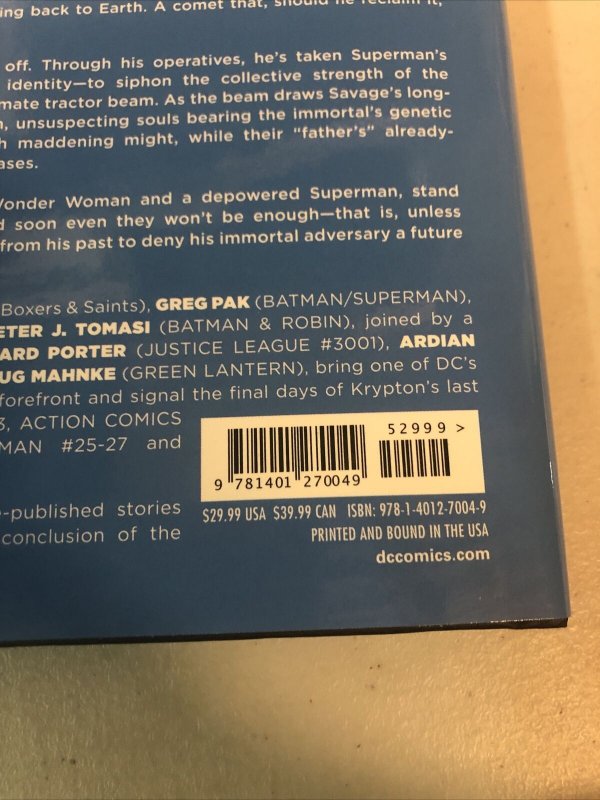 ing back to Earth. A comet that, should he reclaim it,
off. Through his operatives, he's taken Superman's
identity—to siphon the collective strength of the
mate tractor beam. As the beam draws Savage's long-
, unsuspecting souls bearing the immortal's genetic
h maddening might, while their "father's" already-
ases.
Wonder Woman and a depowered Superman, stand
d soon even they won't be enough—that is, unless
from his past to deny his immortal adversary a future
Boxers & Saints), GREG PAK (BATMAN/SUPERMAN),
ETER J. TOMASI (BATMAN & ROBIN), joined by a
ARD PORTER (JUSTICE LEAGUE #3001), ARDIAN
UG MAHNKE (GREEN LANTERN), bring one of DC's
forefront and signal the final days of Krypton's last
3, ACTION COMICS
MAN #25-27 and
e-published stories
conclusion of the
52999 >
9 781401 270049
$29.99 USA $39.99 CAN ISBN: 978-1-4012-7004-9
PRINTED AND BOUND IN THE USA
dccomics.com